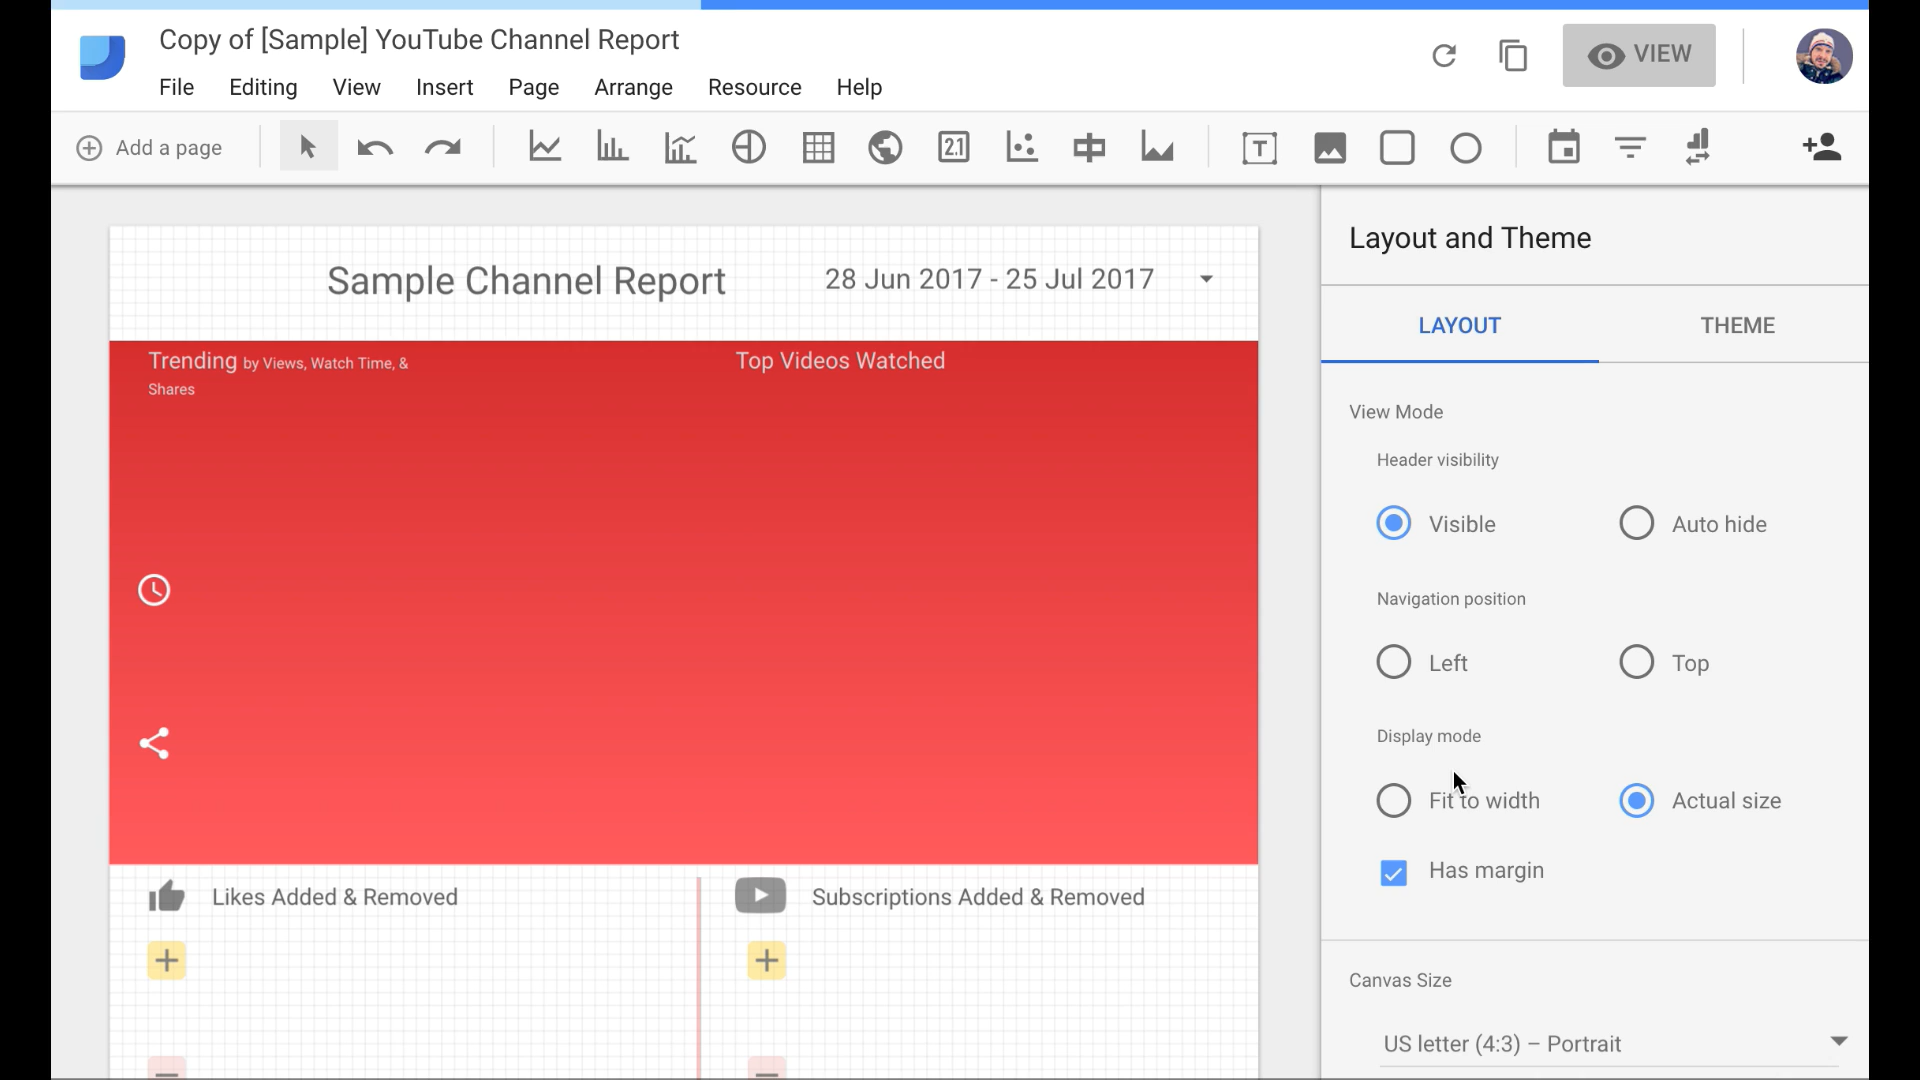 Copy of [Sample] YouTube Channel Report
VIEW
File Editing View Insert Page Arrange Resource Help
Add a page
2.1
T
Sample Channel Report
28 Jun 2017 - 25 Jul 2017
Trending by Views, Watch Time, &
Shares
Top Videos Watched
Likes Added & Removed
Subscriptions Added & Removed
Layout and Theme
LAYOUT THEME
View Mode
Header visibility
Visible Auto hide
Navigation position
Left Top
Display mode
Fit to width Actual size
Has margin
Canvas Size
US letter (4:3) – Portrait